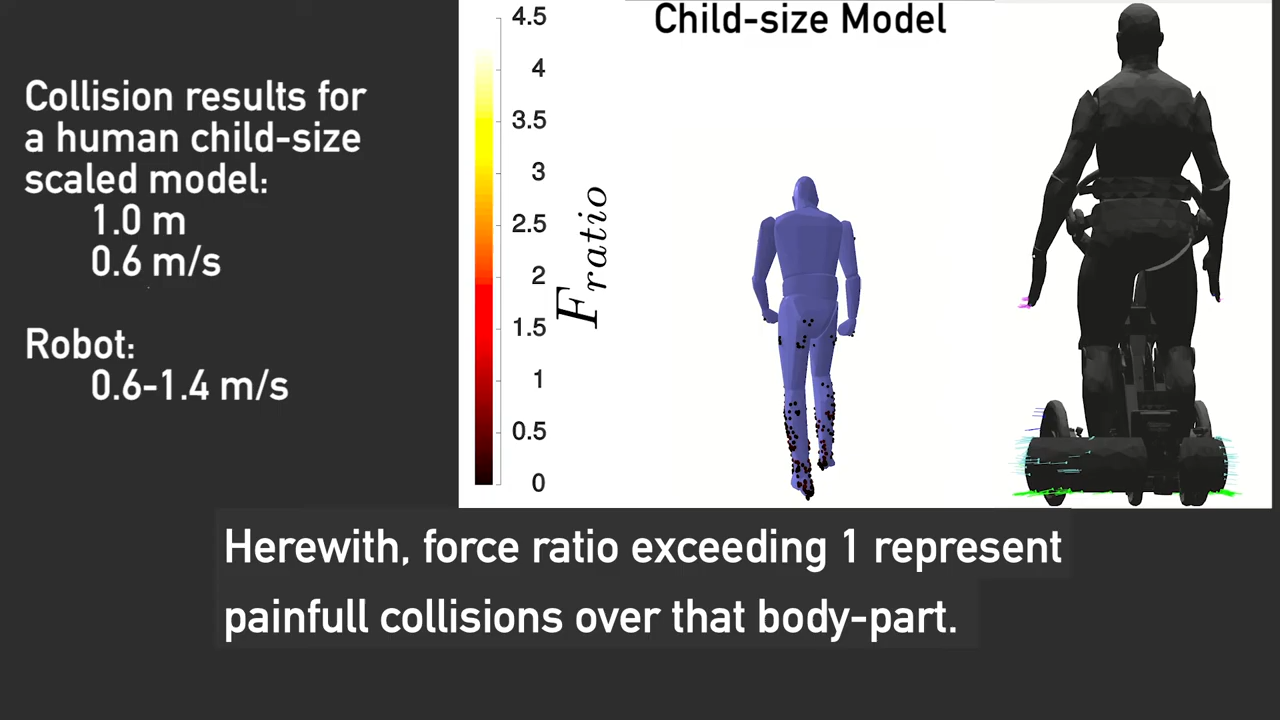 Collision results for
a human child-size
scaled model:
1.0 m
0.6 m/s
Robot:
0.6-1.4 m/s
Child-size Model
4.5
4
3.5
3
2.5
2
1.5
1
0.5
0
F_ratio
Herewith, force ratio exceeding 1 represent
painfull collisions over that body-part.